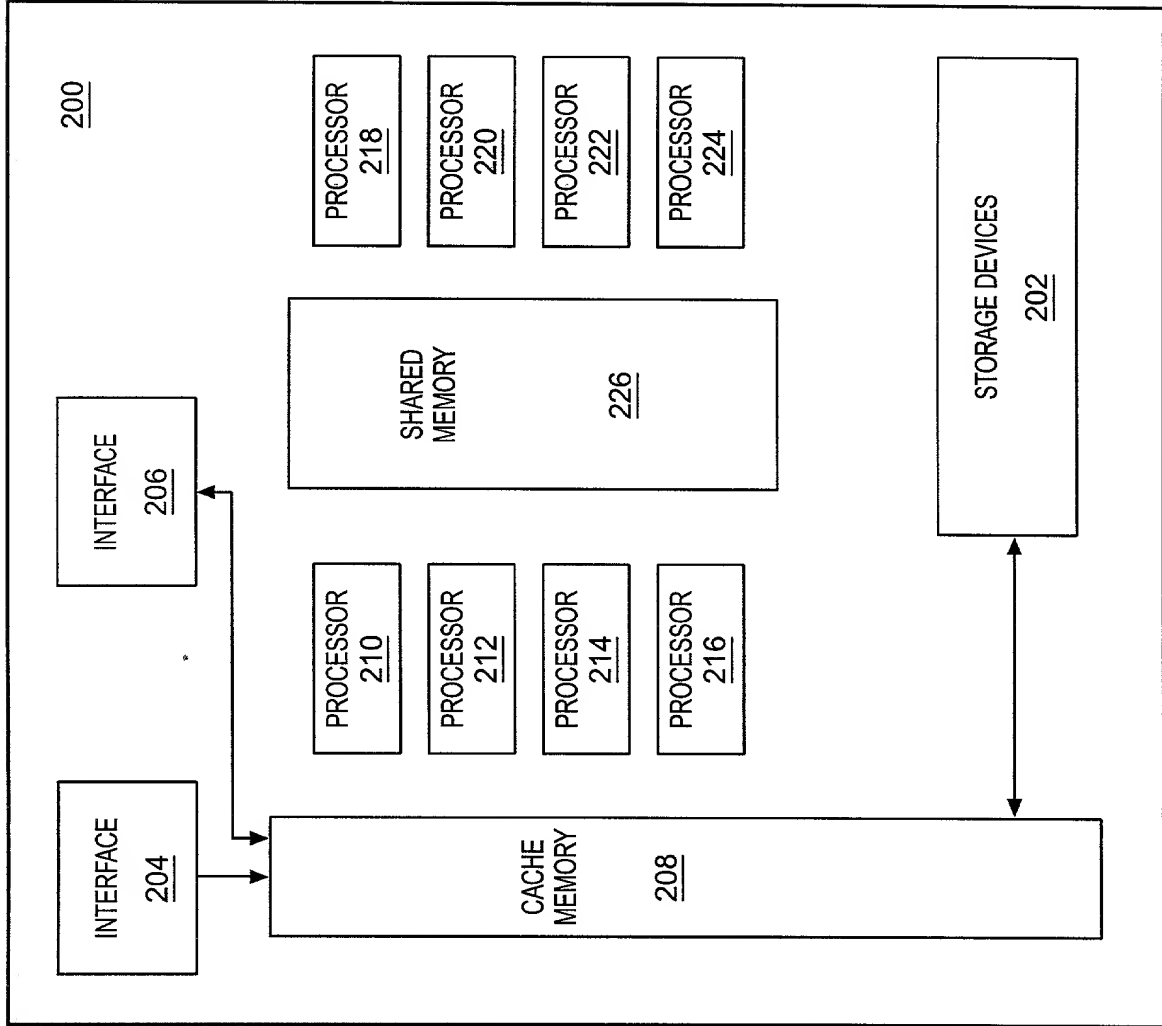 INTERFACE
204
INTERFACE
206
200
CACHE
MEMORY
208
PROCESSOR
210
PROCESSOR
212
PROCESSOR
214
PROCESSOR
216
SHARED
MEMORY
226
PROCESSOR
218
PROCESSOR
220
PROCESSOR
222
PROCESSOR
224
STORAGE DEVICES
202